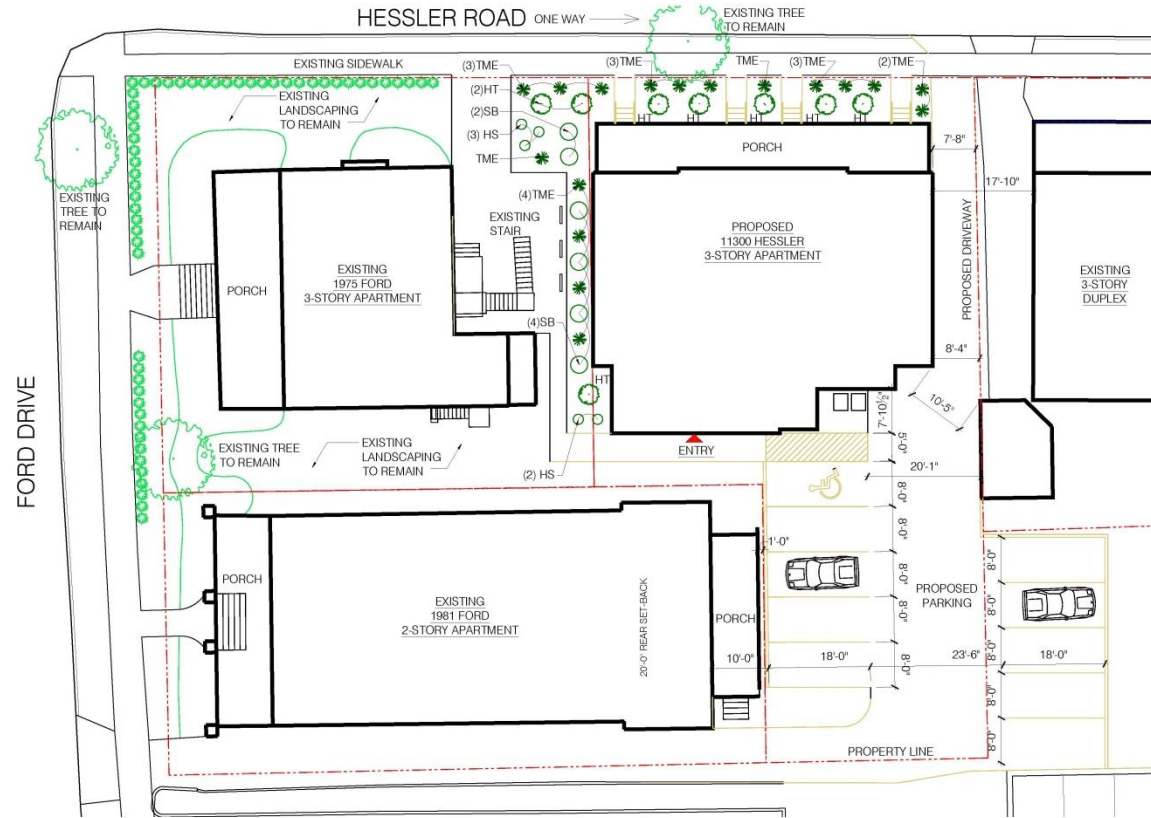 HESSLER ROAD ONE WAY
EXISTING TREE
TO REMAIN
EXISTING SIDEWALK
(3)TME
(3)TME
TME
(3)TME
(2)TME
EXISTING
LANDSCAPING
TO REMAIN
(2)HT
(2)SB
(3) HS
TME
HT
HT
HT
HT
HT
PORCH
7'-8"
17'-10"
EXISTING
TREE TO
REMAIN
(4)TME
EXISTING
STAIR
PROPOSED
11300 HESSLER
3-STORY APARTMENT
PROPOSED DRIVEWAY
EXISTING
3-STORY
DUPLEX
PORCH
EXISTING
1975 FORD
3-STORY APARTMENT
(4)SB
8'-4"
HT
10'-5"
7'-10½"
FORD DRIVE
EXISTING TREE
TO REMAIN
EXISTING
LANDSCAPING
TO REMAIN
(2) HS
ENTRY
5'-0"
20'-1"
8'-0"
8'-0"
8'-0"
8'-0"
8'-0"
1'-0"
PORCH
EXISTING
1981 FORD
2-STORY APARTMENT
20'-0' REAR SET-BACK
PORCH
PROPOSED
PARKING
8'-0"
8'-0"
8'-0"
8'-0"
8'-0"
10'-0"
18'-0"
23'-6"
18'-0"
PROPERTY LINE